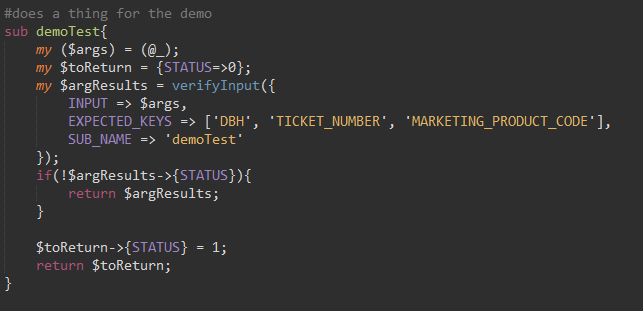 #does a thing for the demo
sub demoTest{
    my ($args) = (@_);
    my $toReturn = {STATUS=>0};
    my $argResults = verifyInput({
        INPUT => $args,
        EXPECTED_KEYS => ['DBH', 'TICKET_NUMBER', 'MARKETING_PRODUCT_CODE'],
        SUB_NAME => 'demoTest'
    });
    if(!$argResults->{STATUS}){
        return $argResults;
    }

    $toReturn->{STATUS} = 1;
    return $toReturn;
}